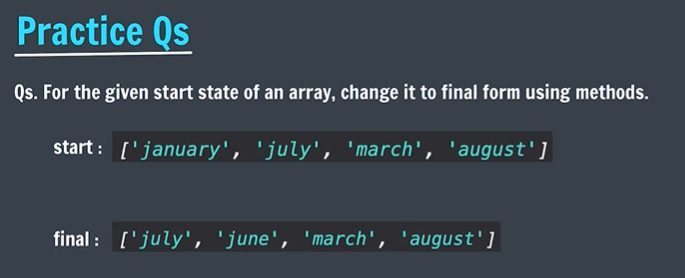 Practice Qs
Qs. For the given start state of an array, change it to final form using methods.
start : ['january', 'july', 'march', 'august']
final : ['july', 'june', 'march', 'august']